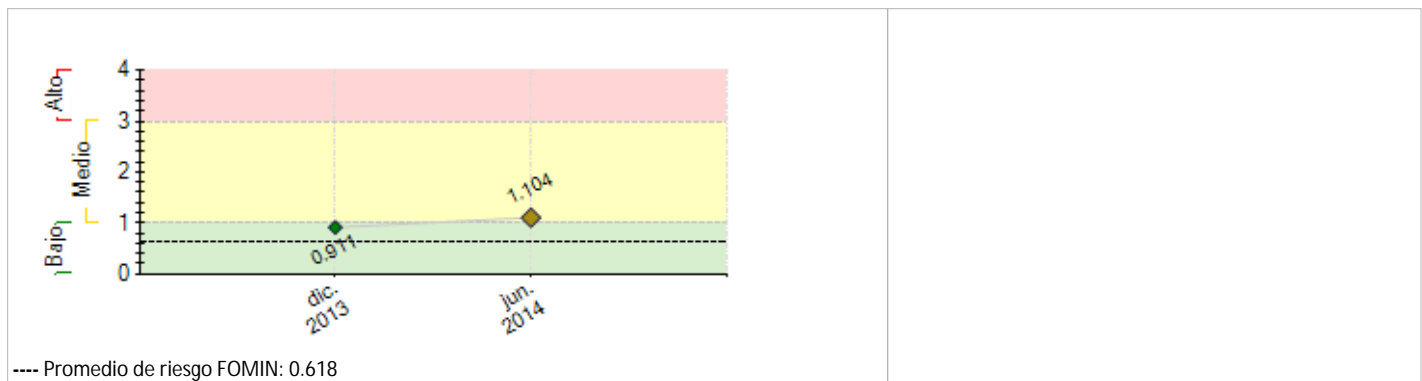 4
Alto
3
Medio
2
1.104
1
0.911
Bajo
0
dic.
2013
jun.
2014
---- Promedio de riesgo FOMIN: 0.618